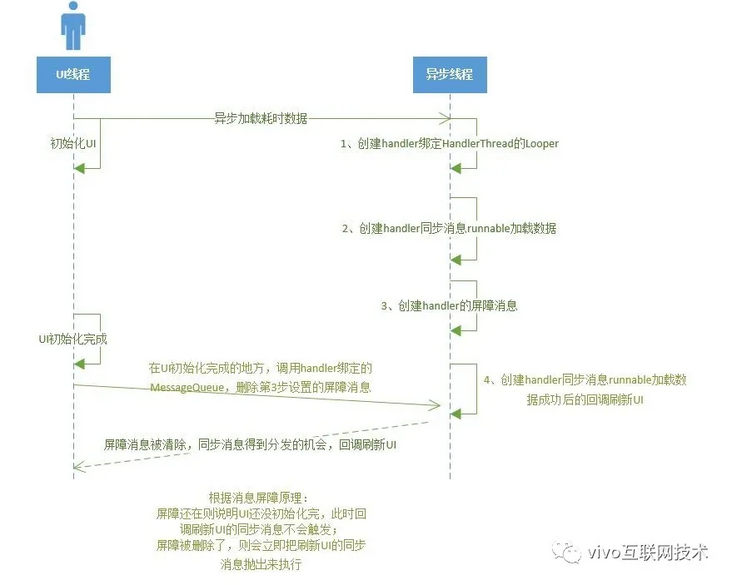 UI线程
异步线程
异步加载耗时数据
初始化UI
1、创建handler绑定HandlerThread的Looper
2、创建handler同步消息runnable加载数据
3、创建handler的屏障消息
UI初始化完成
在UI初始化完成的地方，调用handler绑定的
MessageQueue，删除第3步设置的屏障消息
4、创建handler同步消息runnable加载数
据成功后的回调刷新UI
屏障消息被清除，同步消息得到分发的机会，回调刷新UI
根据消息屏障原理：
屏障还在则说明UI还没初始化完，此时回
调刷新UI的同步消息不会触发；
屏障被删除了，则会立即把刷新UI的同步
消息抛出来执行
vivo互联网技术